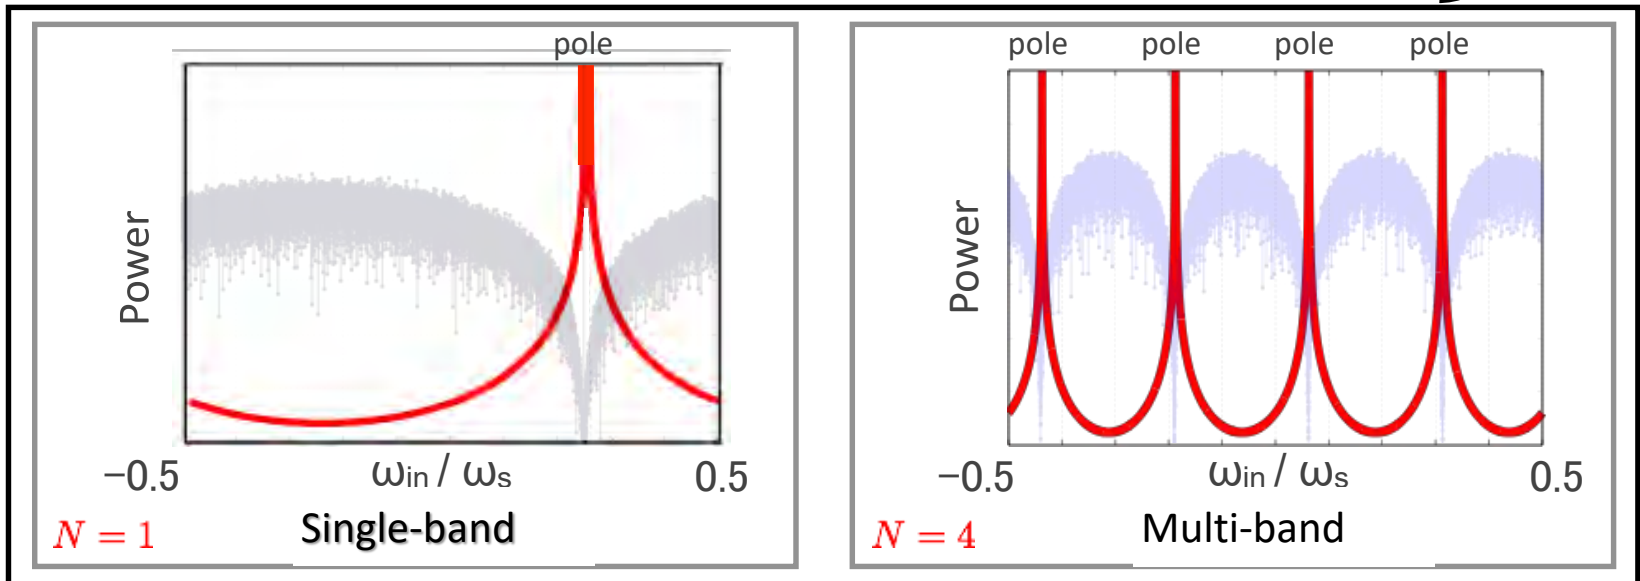 pole
Power
−0.5
ωin / ωs
0.5
N = 1
Single-band
pole pole pole pole
Power
−0.5
ωin / ωs
0.5
N = 4
Multi-band